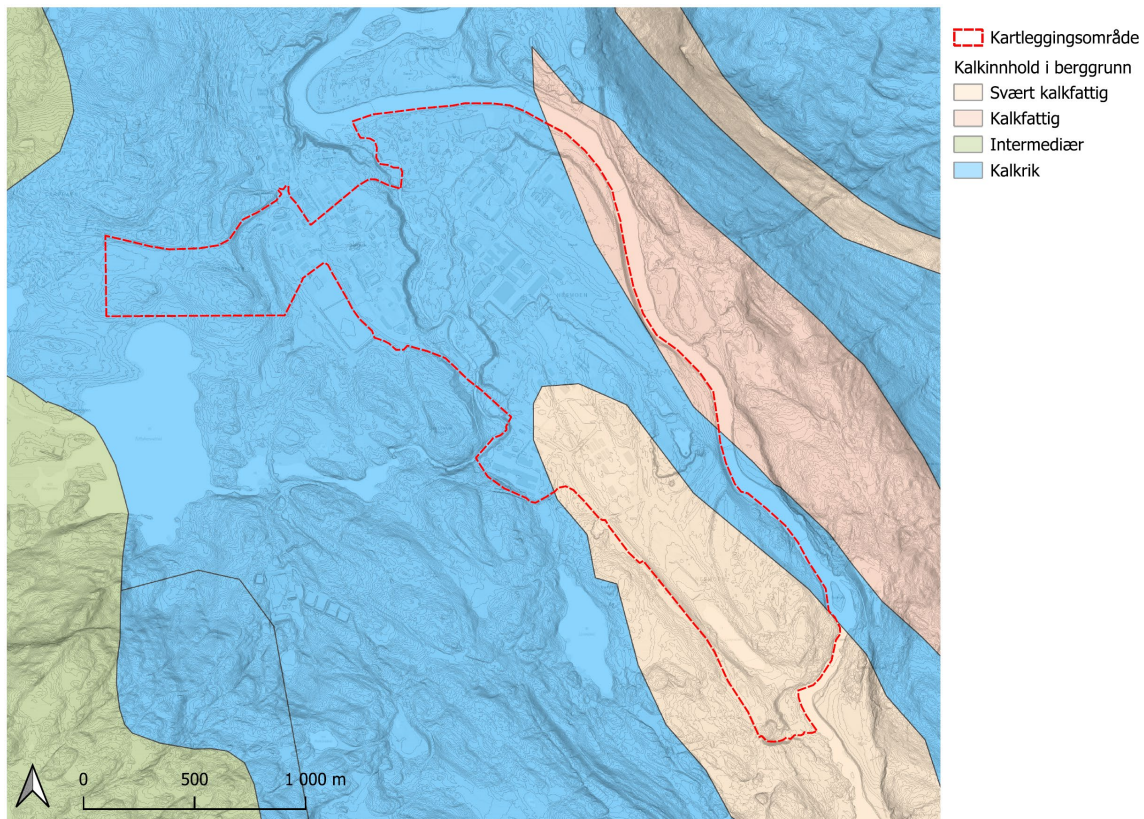 Kartleggingsområde
Kalkinnhold i berggrunn
Svært kalkfattig
Kalkfattig
Intermediær
Kalkrik
0 500 1 000 m